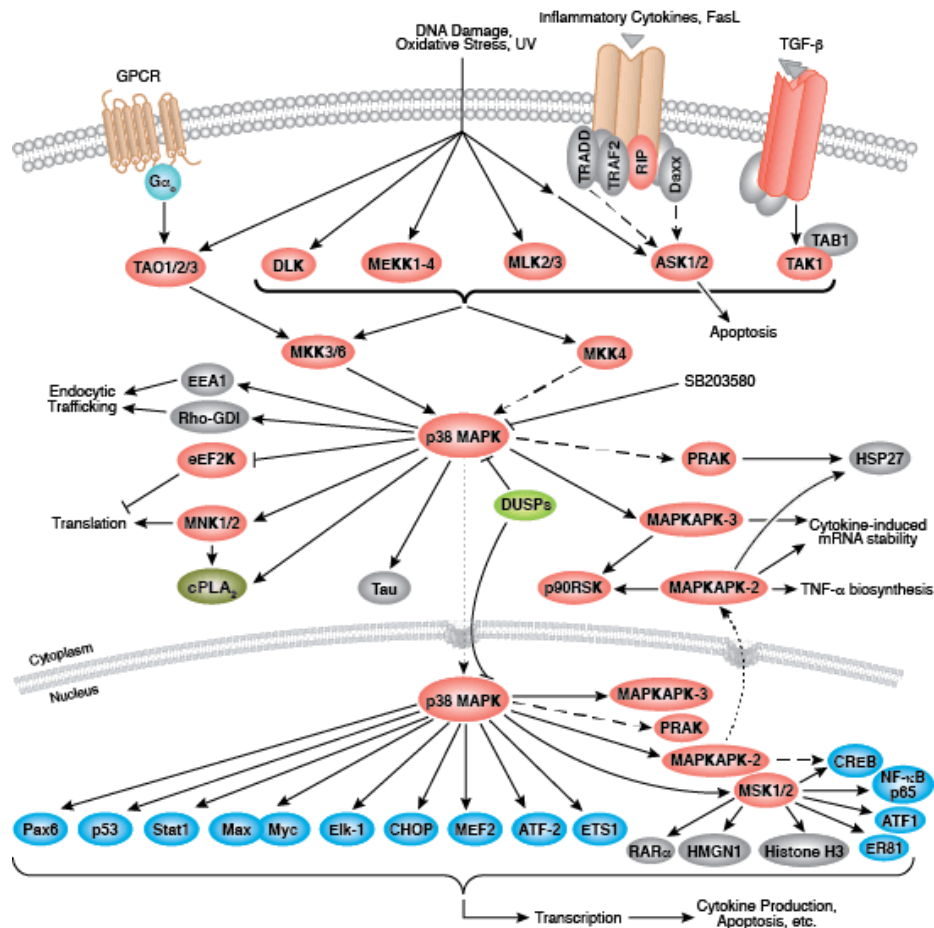 Inflammatory Cytokines, FasL
DNA Damage,
Oxidative Stress, UV
TGF-β
GPCR
Gαo
TRADD
TRAF2
RIP
Daxx
TAB1
TAO1/2/3
DLK
MEKK1-4
MLK2/3
ASK1/2
TAK1
Apoptosis
MKK3/6
MKK4
SB203580
EEA1
Endocytic
Trafficking
Rho-GDI
p38 MAPK
eEF2K
PRAK
HSP27
DUSPs
Translation
MNK1/2
MAPKAPK-3
Cytokine-induced
mRNA stability
cPLA2
Tau
p90RSK
MAPKAPK-2
TNF-α biosynthesis
Cytoplasm
Nucleus
p38 MAPK
MAPKAPK-3
PRAK
MAPKAPK-2
CREB
MSK1/2
NF-κB
p65
ATF1
ER81
Pax6
p53
Stat1
Max
Myc
Elk-1
CHOP
MEF2
ATF-2
ETS1
RARα
HMGN1
Histone H3
Transcription
Cytokine Production,
Apoptosis, etc.